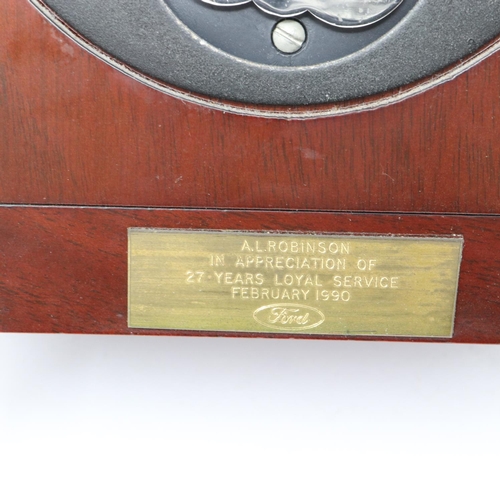 A.L.ROBINSON
IN APPRECIATION OF
27-YEARS LOYAL SERVICE
FEBRUARY 1990
Ford